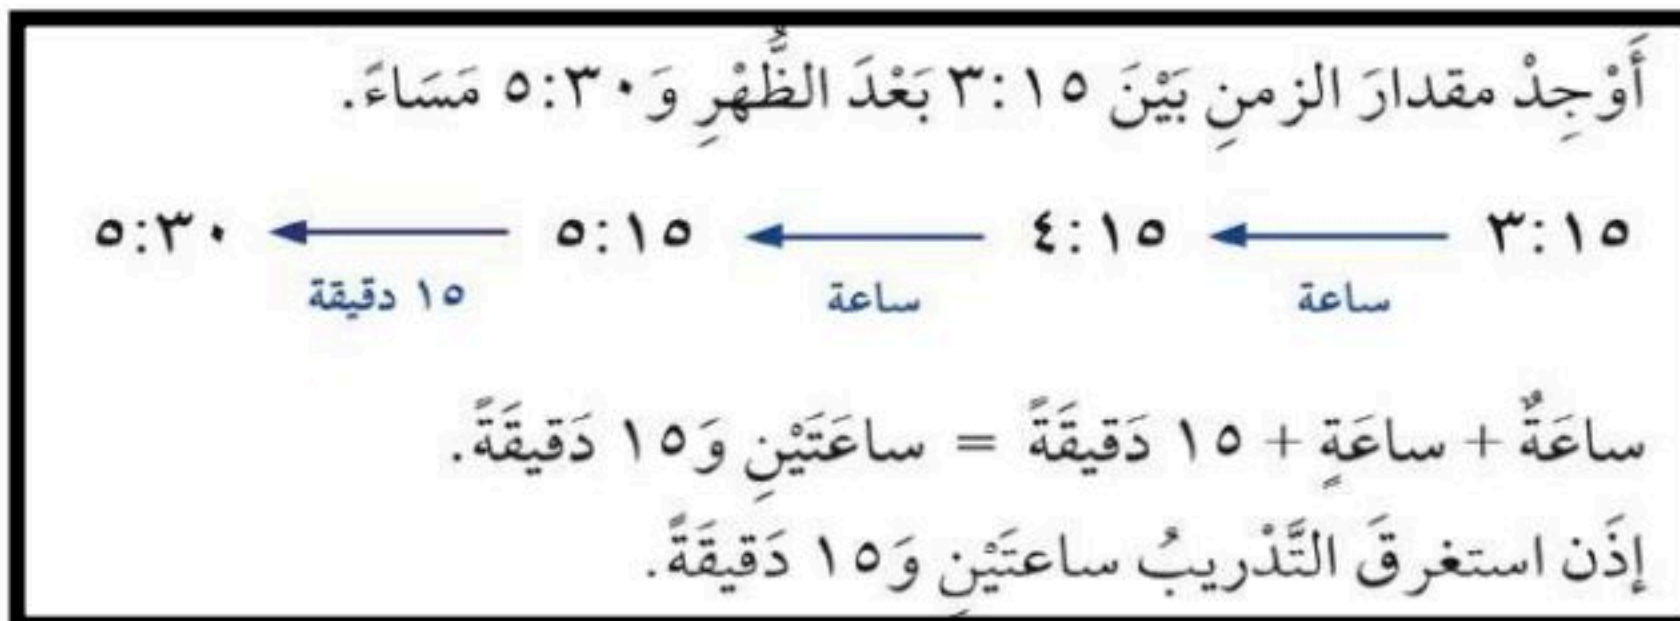 أَوْجِدْ مقدارَ الزمنِ بَيْنَ ٣:١٥ بَعْدَ الظُّهْرِ وَ٥:٣٠ مَسَاءً.
٣:١٥ ٤:١٥ ٥:١٥ ٥:٣٠
ساعة ساعة ١٥ دقيقة
ساعَةٌ + ساعَةٍ + ١٥ دَقيقَةً = ساعَتَيْنِ وَ١٥ دَقيقَةً.
إِذَن استغرقَ التَّدْريبُ ساعتَيْنِ وَ١٥ دَقيقَةً.